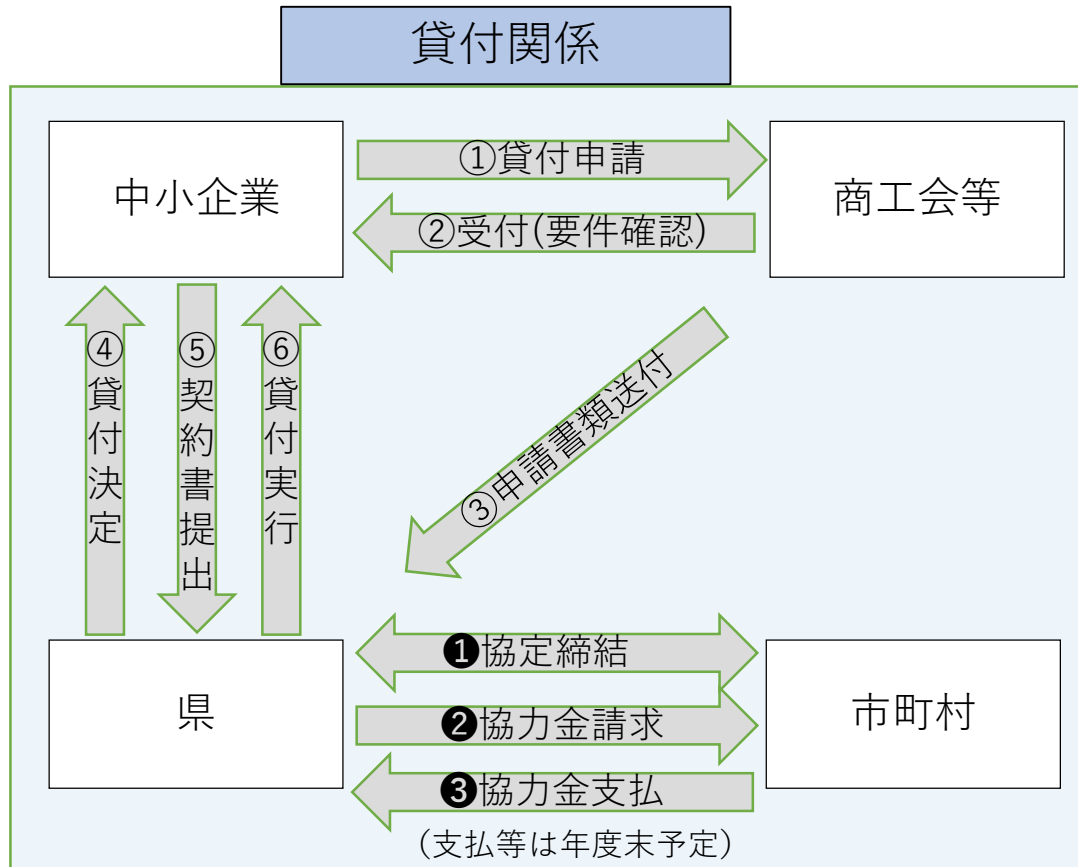 貸付関係
中小企業
①貸付申請
商工会等
②受付(要件確認)
③申請書類送付
④貸付決定
⑤契約書提出
⑥貸付実行
県
❶協定締結
市町村
❷協力金請求
❸協力金支払
(支払等は年度末予定)